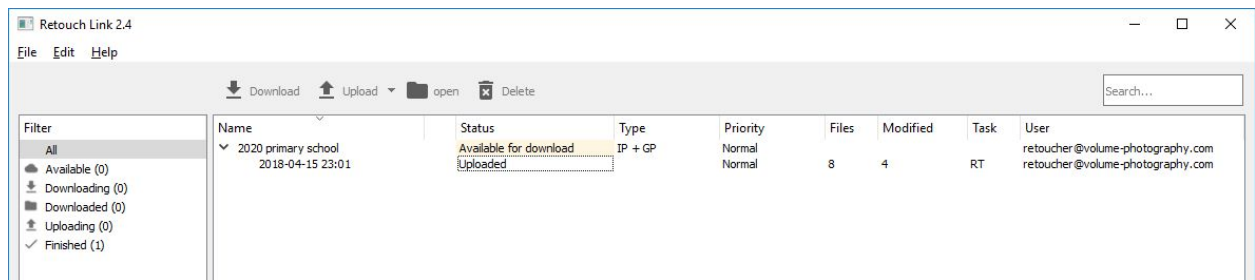 Retouch Link 2.4
File Edit Help
Download Upload open Delete
Search...
Filter
All
Available (0)
Downloading (0)
Downloaded (0)
Uploading (0)
Finished (1)
Name Status Type Priority Files Modified Task User
2020 primary school Available for download IP + GP Normal retoucher@volume-photography.com
2018-04-15 23:01 Uploaded Normal 8 4 RT retoucher@volume-photography.com